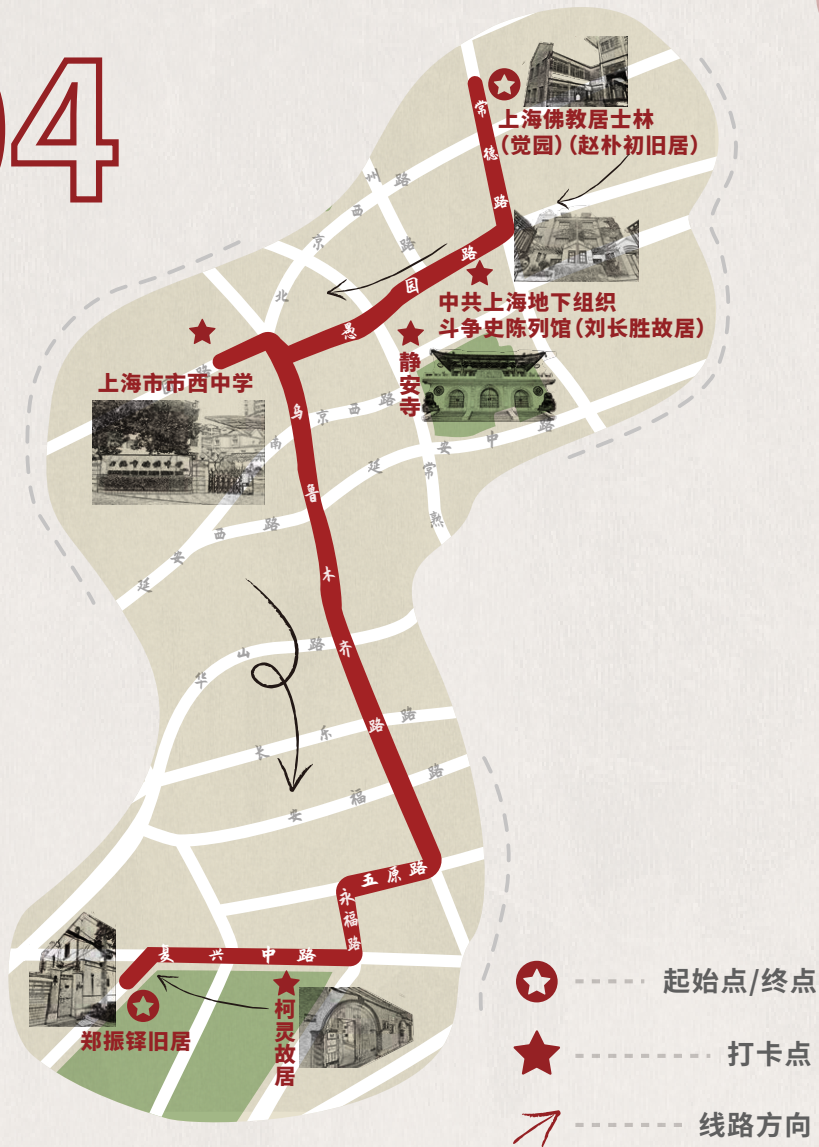 04
常德路
上海佛教居士林
（觉园）（赵朴初旧居）
愚园路
中共上海地下组织
斗争史陈列馆（刘长胜故居）
静安寺
上海市市西中学
北京西路
州路
路
南京西路
延安中路
延安西路
常熟
乌鲁木齐路
华山路
长乐路
安福路
五原路
永福路
复兴中路
郑振铎旧居
柯灵故居
起始点/终点
打卡点
线路方向